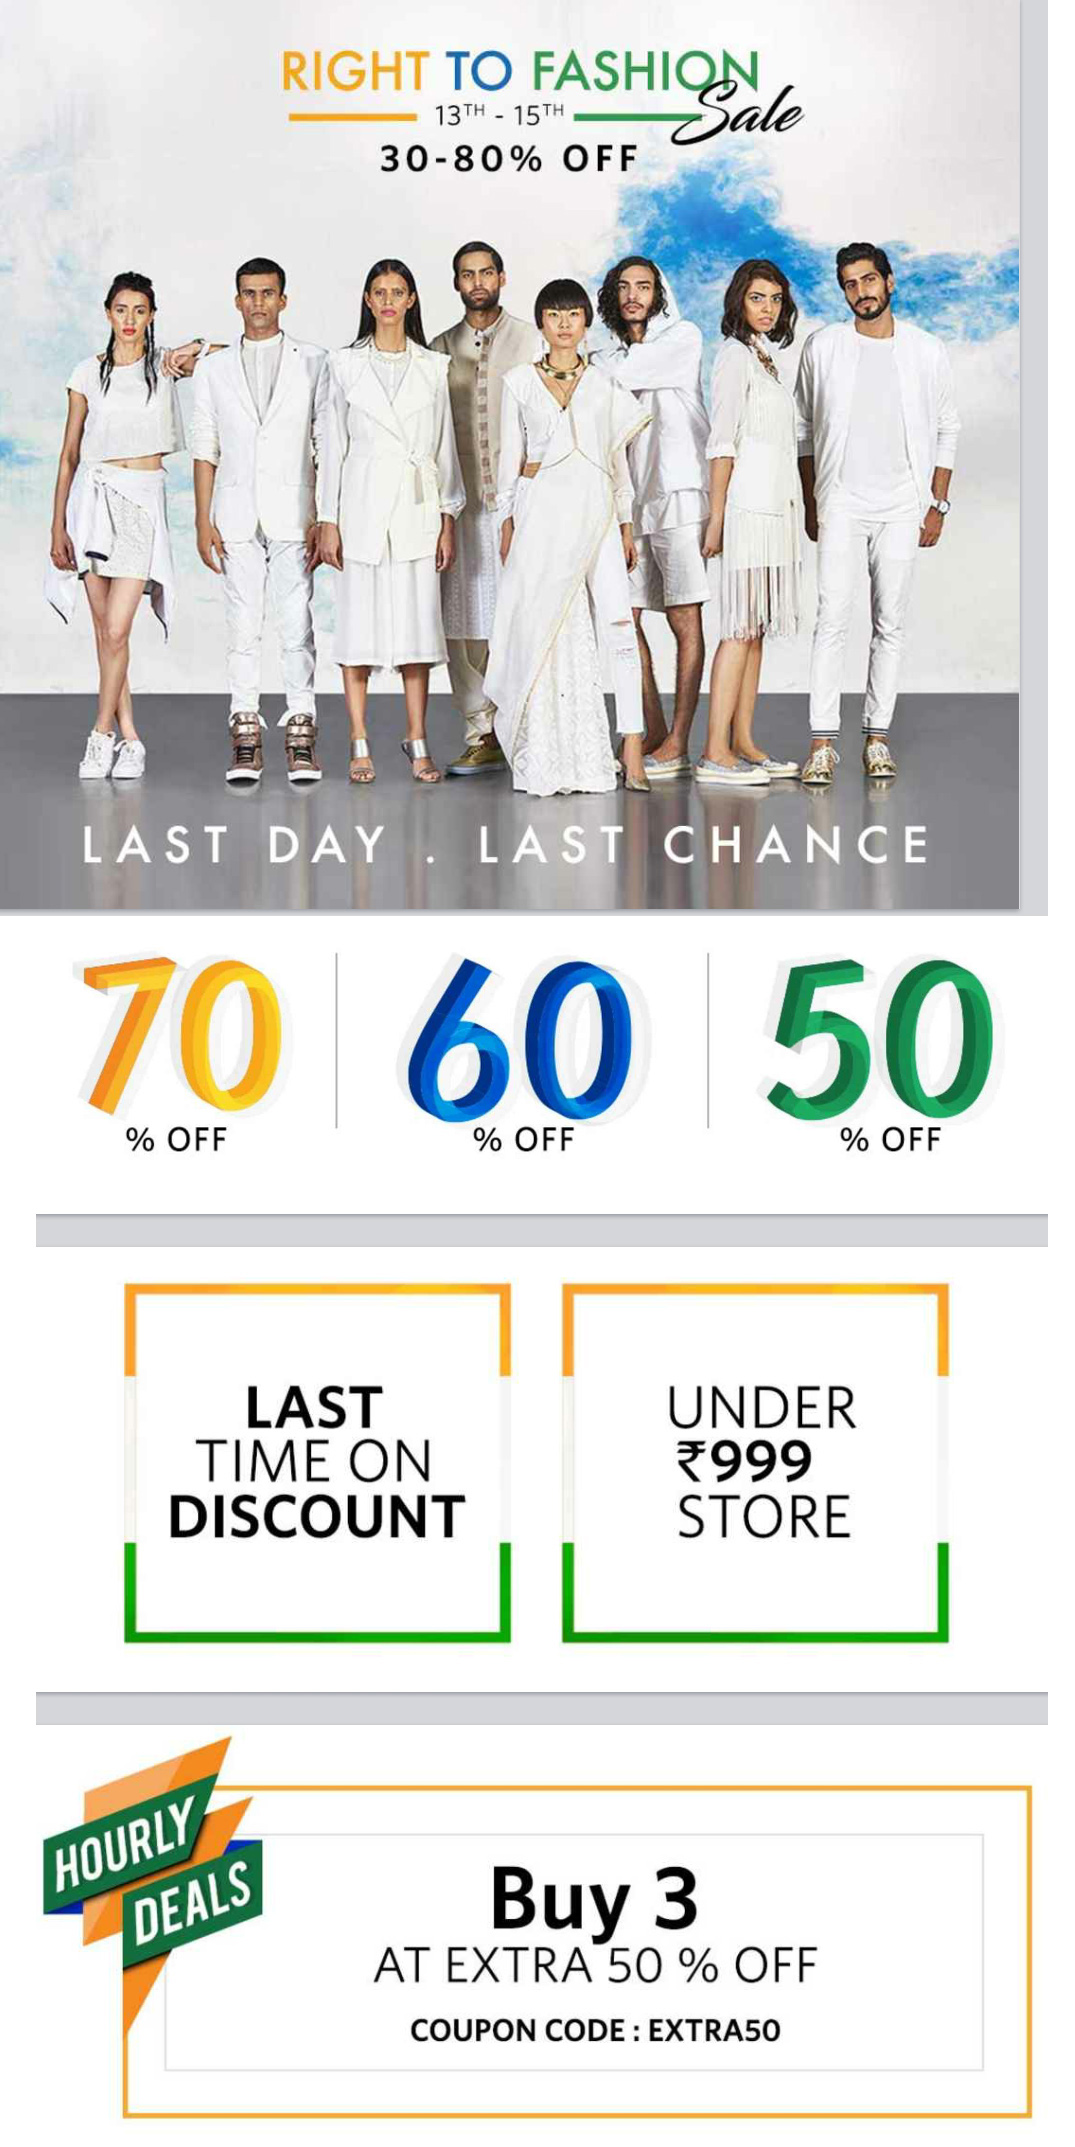 RIGHT TO FASHION
Sale
13TH - 15TH
30-80% OFF
LAST DAY . LAST CHANCE
70 60 50
% OFF % OFF % OFF
LAST
TIME ON
DISCOUNT
UNDER
₹999
STORE
HOURLY
DEALS
Buy 3
AT EXTRA 50 % OFF
COUPON CODE : EXTRA50